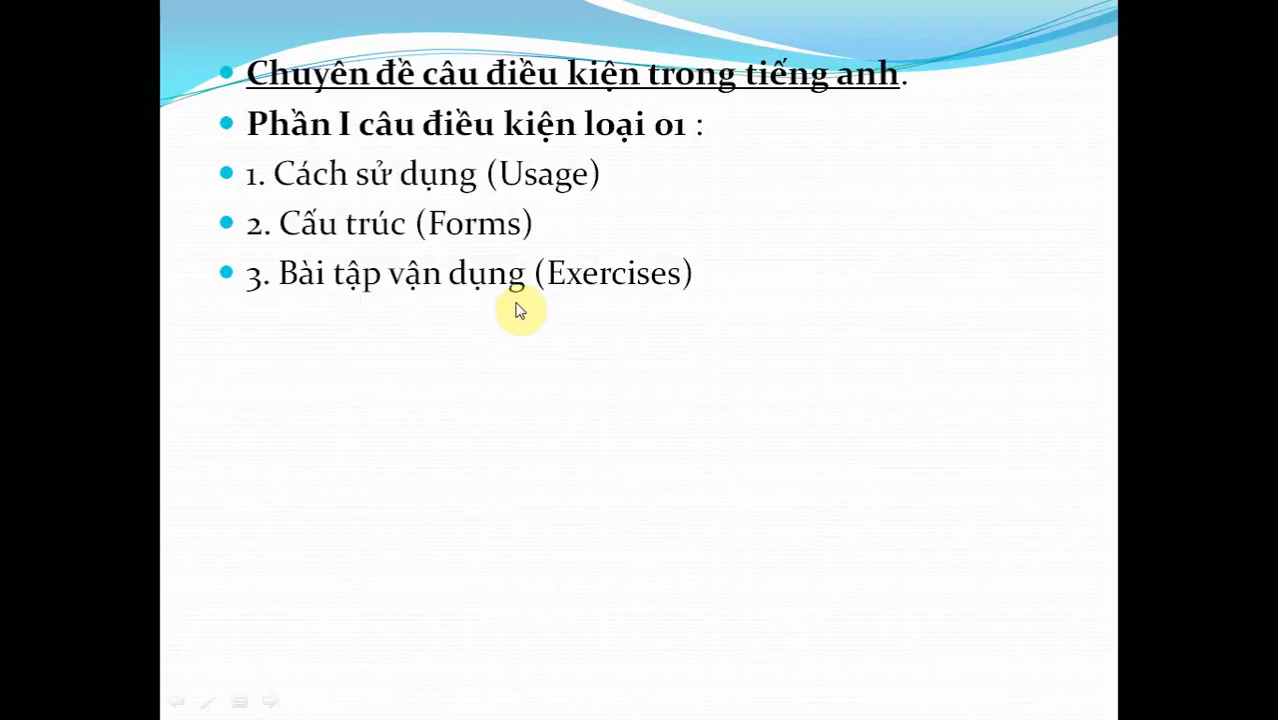 Chuyên đề câu điều kiện trong tiếng anh.
Phần I câu điều kiện loại 01 :
1. Cách sử dụng (Usage)
2. Cấu trúc (Forms)
3. Bài tập vận dụng (Exercises)